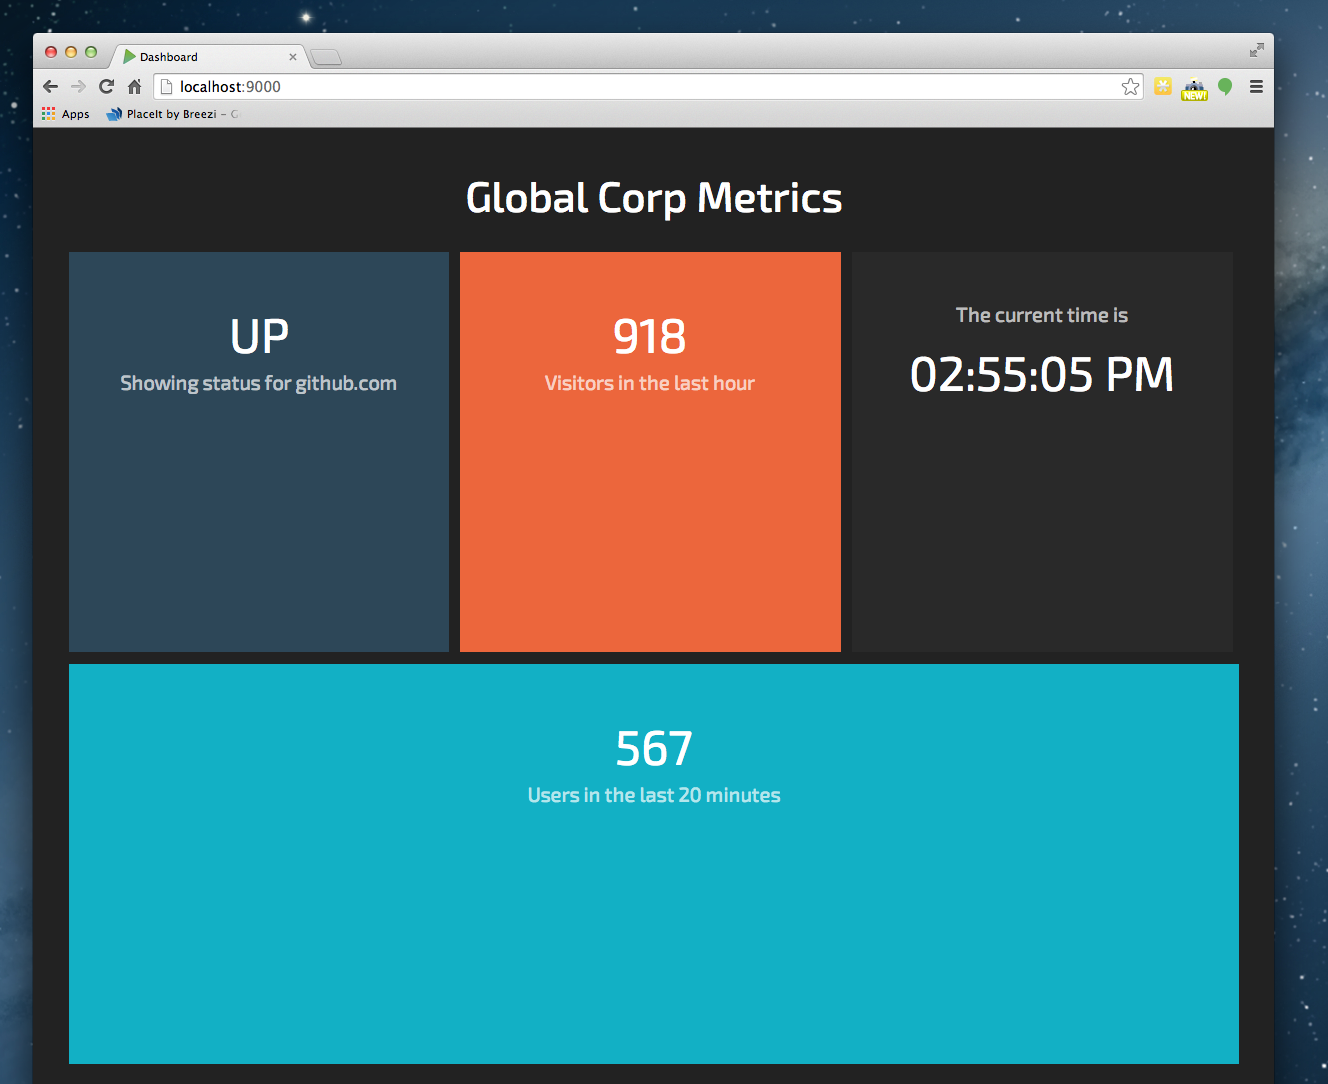 Dashboard
localhost:9000
NEW!
Apps
PlaceIt by Breezi –
Global Corp Metrics
UP
Showing status for github.com
918
Visitors in the last hour
The current time is
02:55:05 PM
567
Users in the last 20 minutes